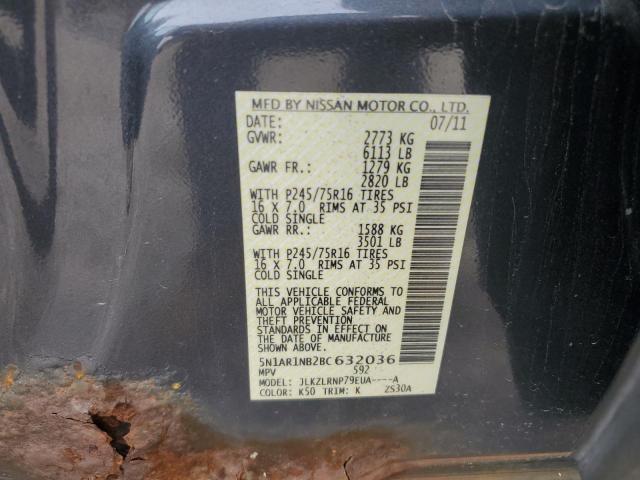 MFD BY NISSAN MOTOR CO., LTD.
DATE: 07/11
GVWR: 2773 KG
6113 LB
GAWR FR.: 1279 KG
2820 LB
WITH P245/75R16 TIRES
16 X 7.0 RIMS AT 35 PSI
COLD SINGLE
GAWR RR.: 1588 KG
3501 LB
WITH P245/75R16 TIRES
16 X 7.0 RIMS AT 35 PSI
COLD SINGLE
THIS VEHICLE CONFORMS TO
ALL APPLICABLE FEDERAL
MOTOR VEHICLE SAFETY AND
THEFT PREVENTION
STANDARDS IN EFFECT ON THE
DATE OF MANUFACTURE
SHOWN ABOVE.
5N1AR1NB2BC632036
MPV 592
MODEL: JLKZLRNP79EUA----A
COLOR: K50 TRIM: K ZS30A